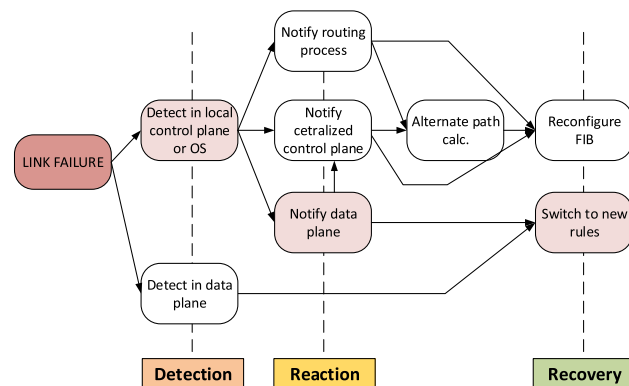 Notify routing
process
Detect in local
control plane
or OS
Notify
cetralized
control plane
Alternate path
calc.
Reconfigure
FIB
LINK FAILURE
Notify data
plane
Switch to new
rules
Detect in data
plane
Detection
Reaction
Recovery